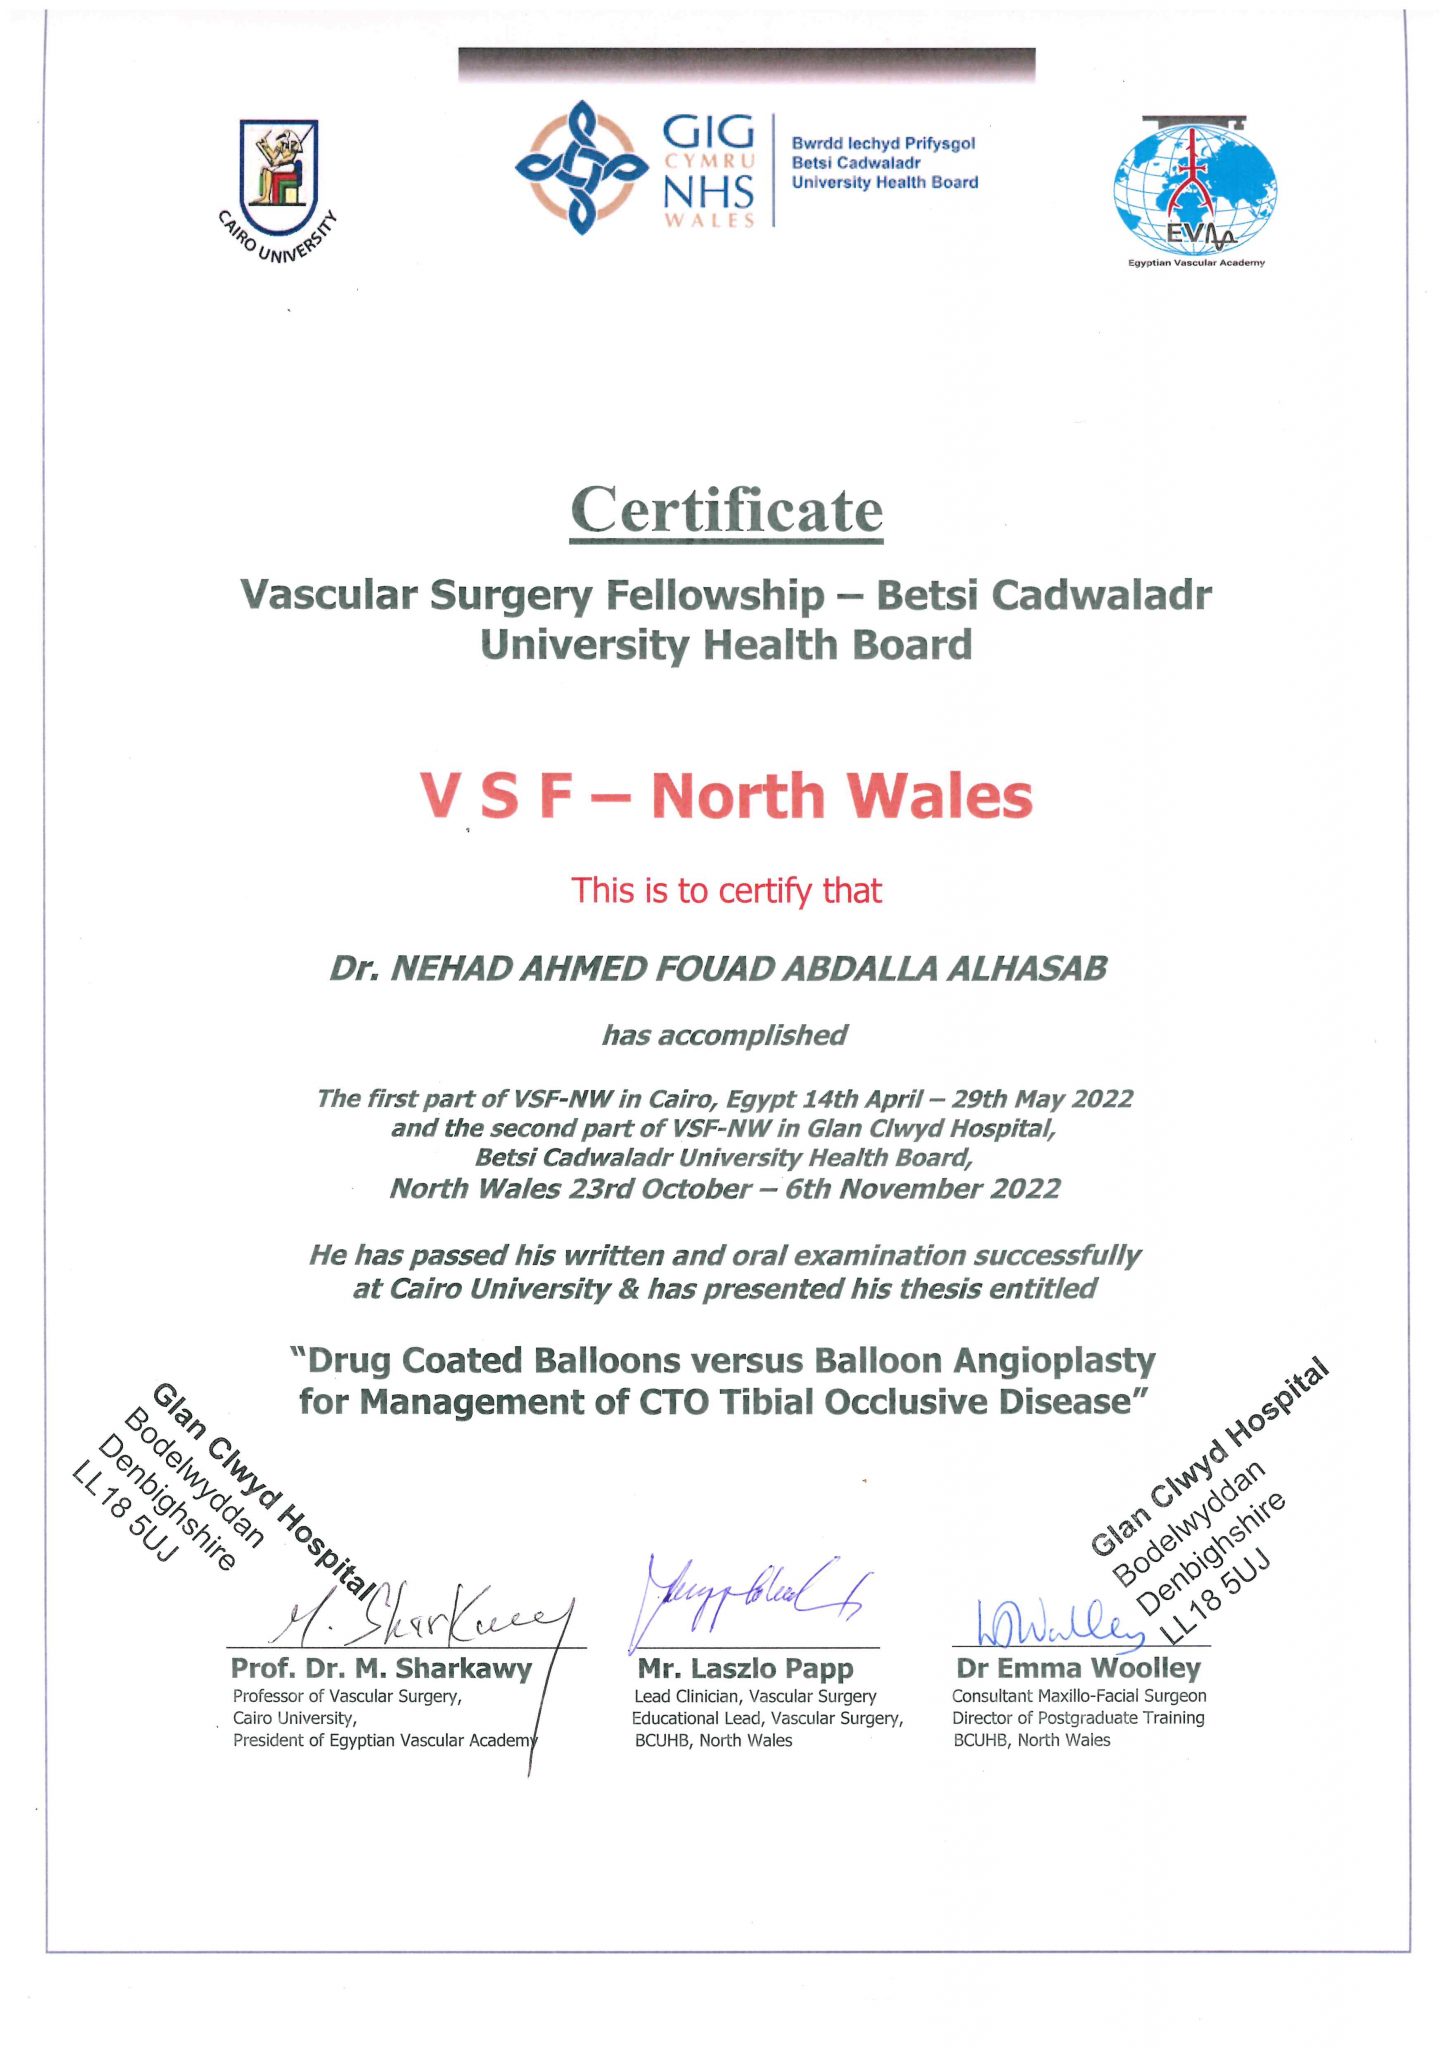 CAIRO UNIVERSITY
GIG
CYMRU
NHS
WALES
Bwrdd Iechyd Prifysgol
Betsi Cadwaladr
University Health Board
EVA
Egyptian Vascular Academy
Certificate
Vascular Surgery Fellowship – Betsi Cadwaladr
University Health Board
V S F – North Wales
This is to certify that
Dr. NEHAD AHMED FOUAD ABDALLA ALHASAB
has accomplished
The first part of VSF-NW in Cairo, Egypt 14th April – 29th May 2022
and the second part of VSF-NW in Glan Clwyd Hospital,
Betsi Cadwaladr University Health Board,
North Wales 23rd October – 6th November 2022
He has passed his written and oral examination successfully
at Cairo University & has presented his thesis entitled
“Drug Coated Balloons versus Balloon Angioplasty
for Management of CTO Tibial Occlusive Disease”
Glan Clwyd Hospital
Bodelwyddan
Denbighshire
LL18 5UJ
Glan Clwyd Hospital
Bodelwyddan
Denbighshire
LL18 5UJ
M. Sharkawy
Prof. Dr. M. Sharkawy
Professor of Vascular Surgery,
Cairo University,
President of Egyptian Vascular Academy
Mr. Laszlo Papp
Lead Clinician, Vascular Surgery
Educational Lead, Vascular Surgery,
BCUHB, North Wales
Dr Emma Woolley
Consultant Maxillo-Facial Surgeon
Director of Postgraduate Training
BCUHB, North Wales